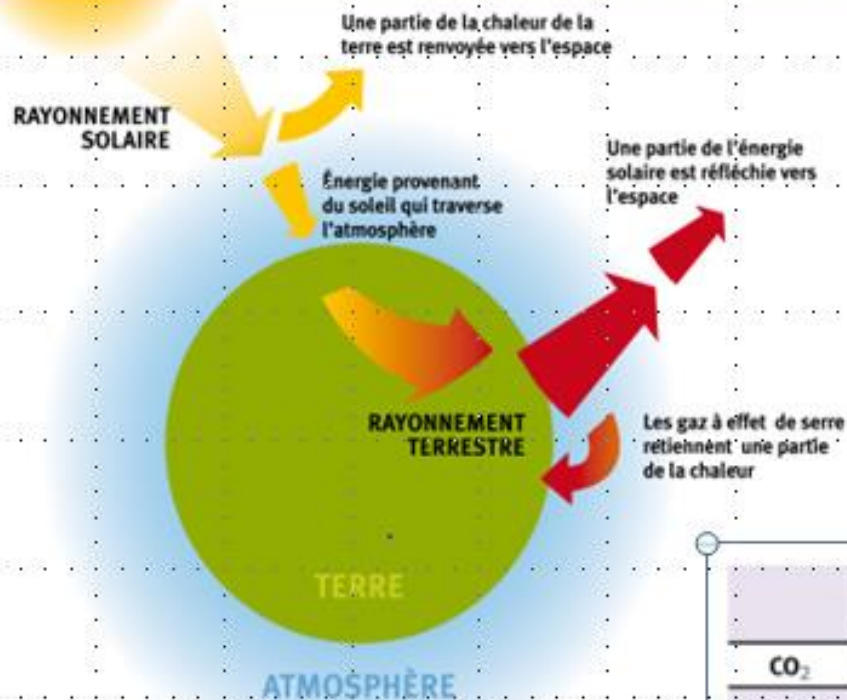 Une partie de la chaleur de la
terre est renvoyée vers l'espace
RAYONNEMENT
SOLAIRE
Énergie provenant
du soleil qui traverse
l'atmosphère
Une partie de l'énergie
solaire est réfléchie vers
l'espace
RAYONNEMENT
TERRESTRE
Les gaz à effet de serre
retiennent une partie
de la chaleur
TERRE
ATMOSPHÈRE
CO₂